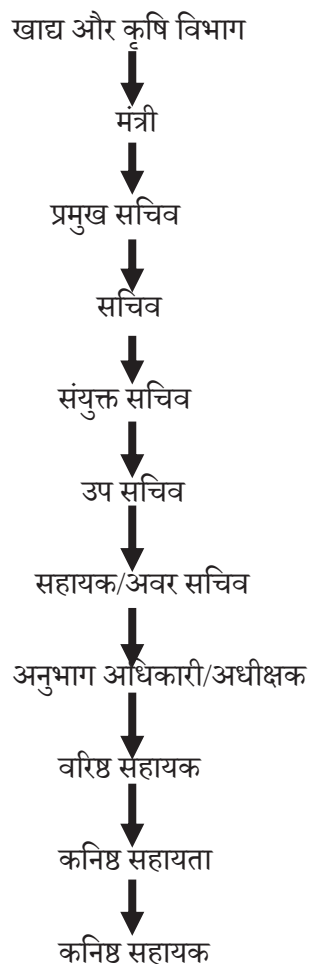 खाद्य और कृषि विभाग
मंत्री
प्रमुख सचिव
सचिव
संयुक्त सचिव
उप सचिव
सहायक/अवर सचिव
अनुभाग अधिकारी/अधीक्षक
वरिष्ठ सहायक
कनिष्ठ सहायता
कनिष्ठ सहायक